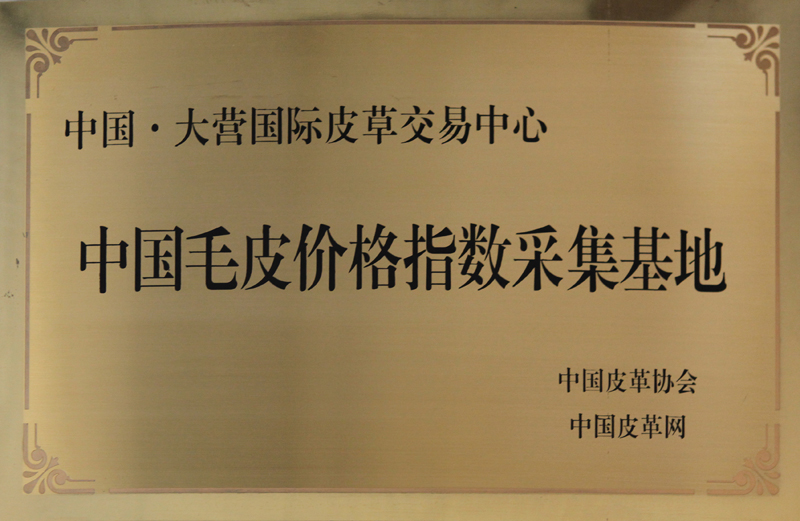 中国·大营国际皮草交易中心
中国毛皮价格指数采集基地
中国皮革协会
中国皮革网